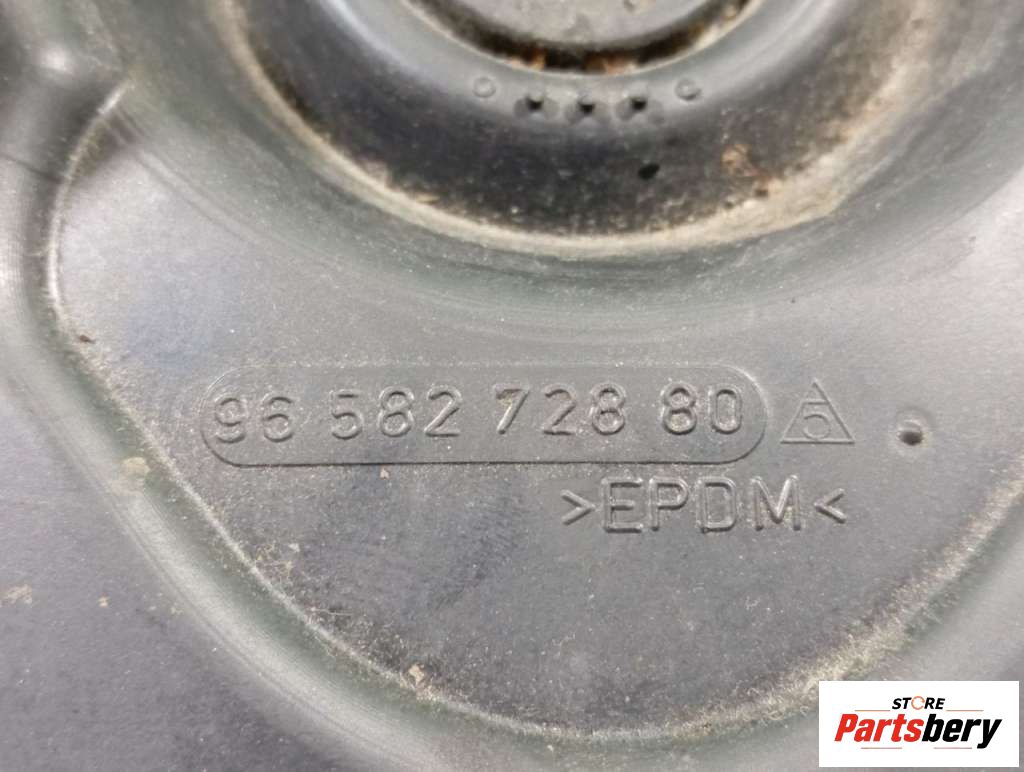 96 582 728 80 5
>EPDM<
STORE
Partsbery